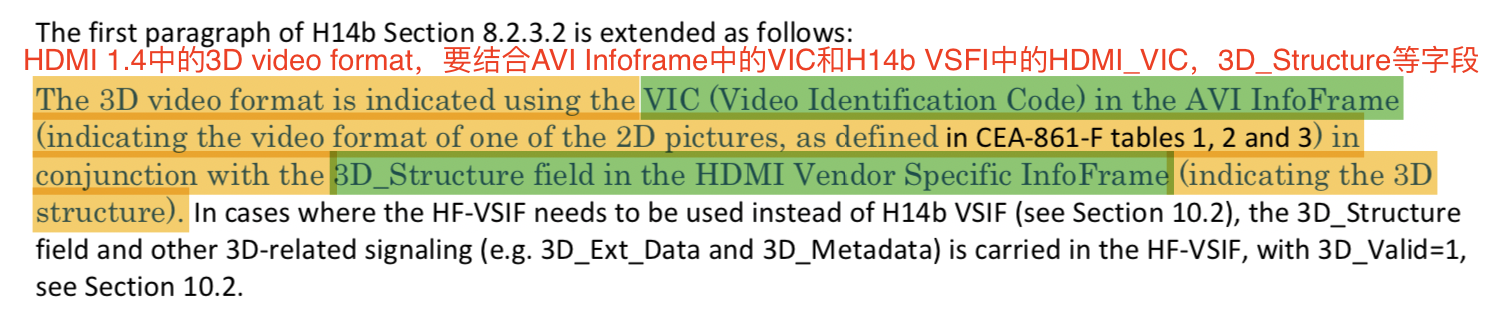 The first paragraph of H14b Section 8.2.3.2 is extended as follows:
HDMI 1.4中的3D video format，要结合AVI Infoframe中的VIC和H14b VSFI中的HDMI_VIC，3D_Structure等字段
The 3D video format is indicated using the VIC (Video Identification Code) in the AVI InfoFrame
(indicating the video format of one of the 2D pictures, as defined in CEA-861-F tables 1, 2 and 3) in
conjunction with the 3D_Structure field in the HDMI Vendor Specific InfoFrame (indicating the 3D
structure). In cases where the HF-VSIF needs to be used instead of H14b VSIF (see Section 10.2), the 3D_Structure
field and other 3D-related signaling (e.g. 3D_Ext_Data and 3D_Metadata) is carried in the HF-VSIF, with 3D_Valid=1,
see Section 10.2.